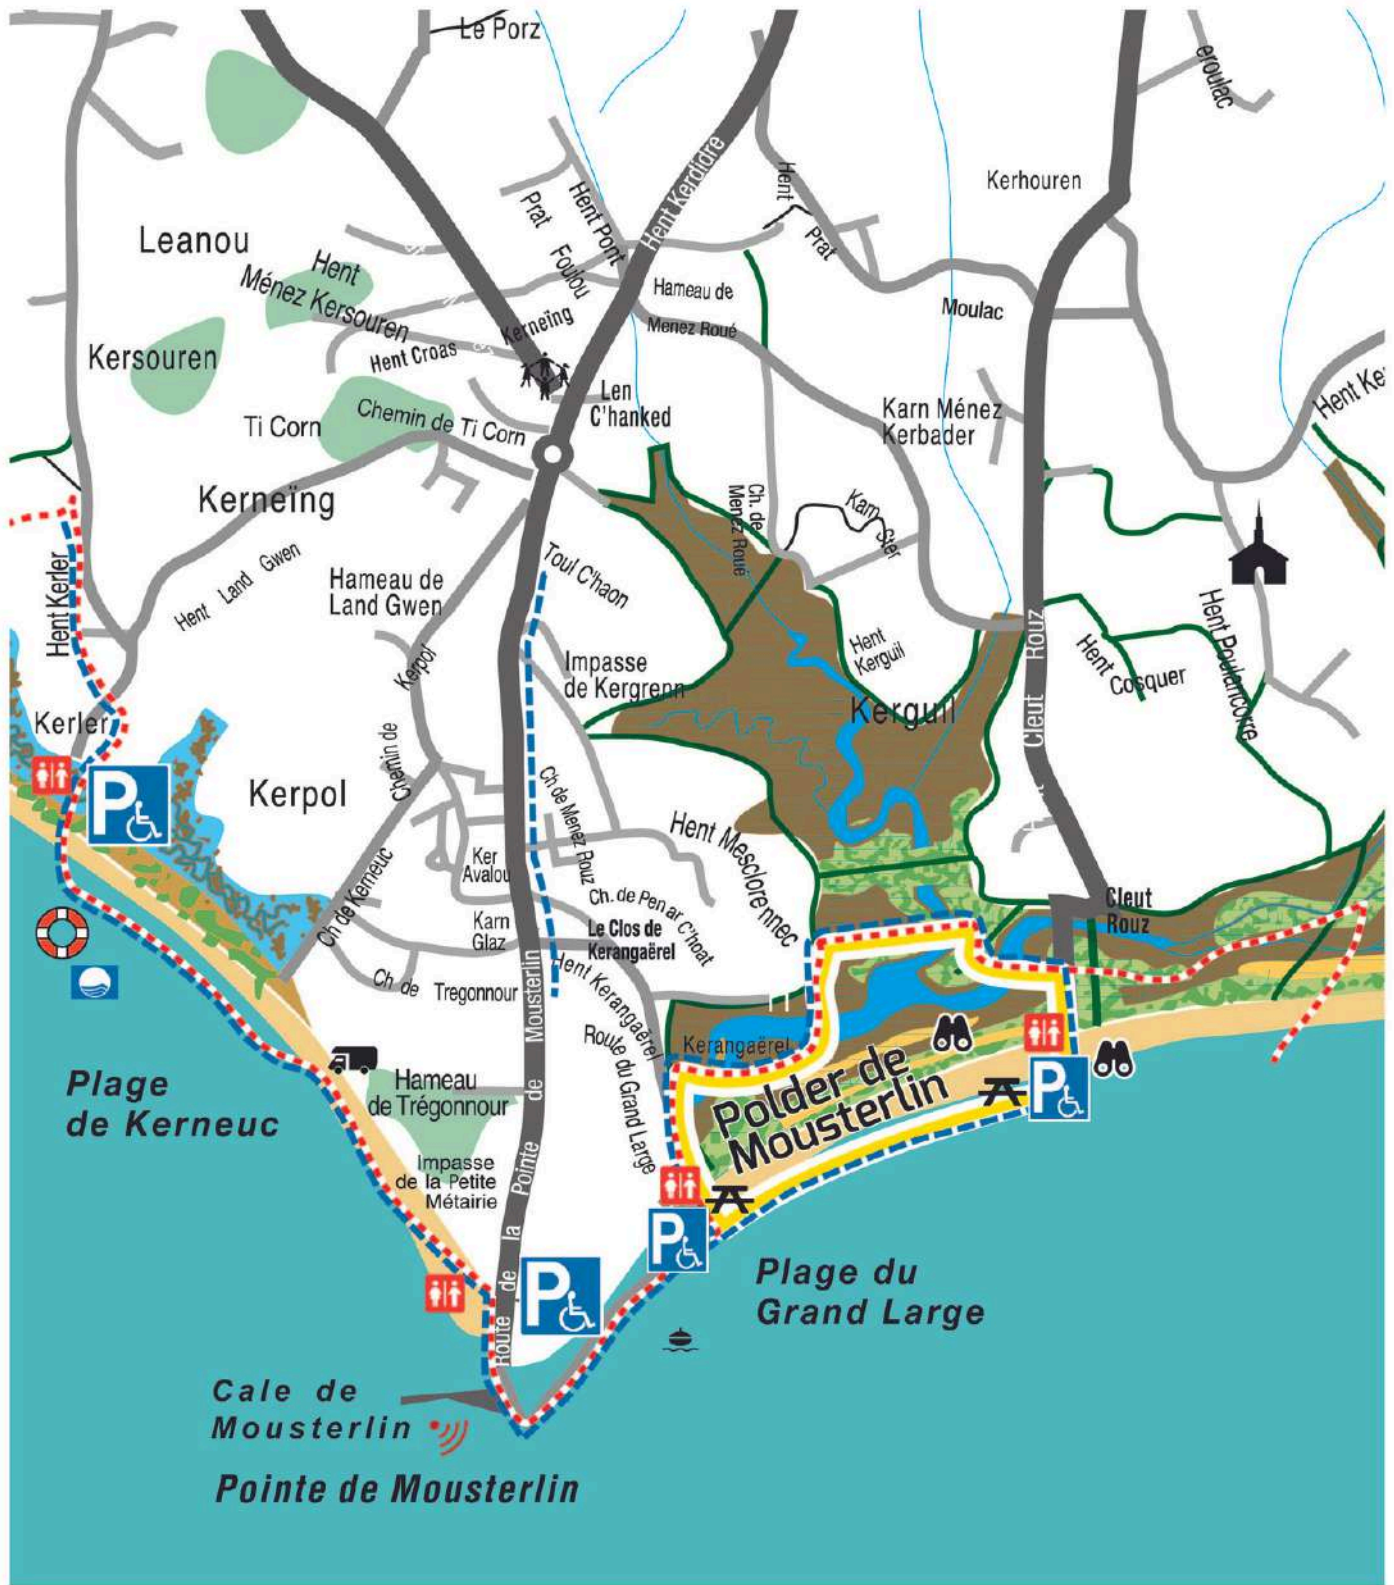 Le Porz
eroulac
Hent Kerdidre
Kerhouren
Hent
Prat
Hent Pont
Prat
Foulou
Leanou
Hent
Ménez Kersouren
Hameau de
Menez Roué
Moulac
Kerneïng
Hent Croas
Kersouren
Len
C'hanked
Hent Ke
Karn Ménez
Kerbader
Ti Corn
Chemin de Ti Corn
Kerneïng
Ch. de
Menez Roué
Karn Ster
Hent Land Gwen
Toul C'haon
Hameau de
Land Gwen
Hent Kerler
Kerpol
Chemin de
Impasse
de Kergrenn
Hent
Kerguil
Kerguil
Cleut Rouz
Hent
Cosquer
Hent Poulancorre
Kerler
P
Kerpol
Ch de Menez Rouz
Hent Mesclorennec
Ker
Avalou
Ch de Kerneuc
Ch. de Pen ar C'hoat
Karn
Glaz
Le Clos de
Kerangaërel
Cleut
Rouz
Ch de Tregonnour
Hent Kerangaërel
Route du Grand Large
Kerangaërel
Polder de
Mousterlin
P
Plage
de Kerneuc
Hameau
de Trégonnour
Impasse
de la Petite
Métairie
Route de la Pointe de Mousterlin
P
P
Plage du
Grand Large
Cale de
Mousterlin
Pointe de Mousterlin